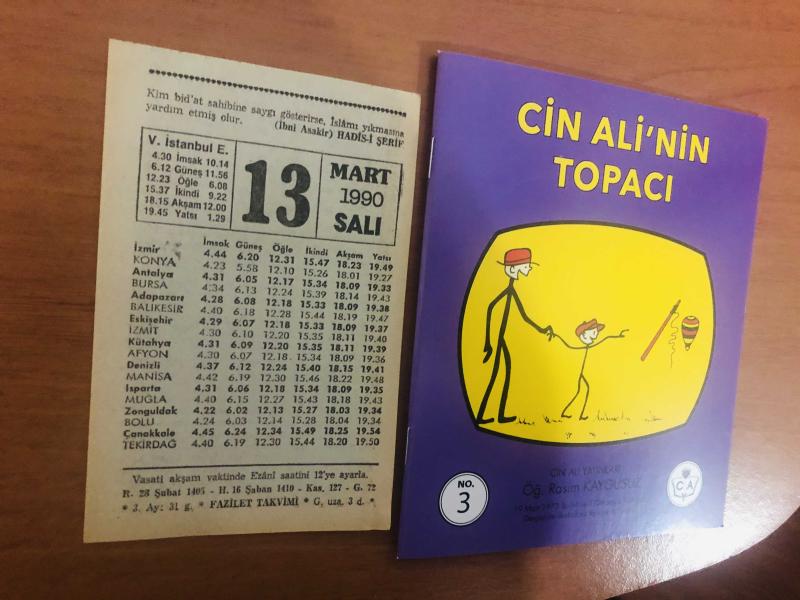 Kim bid'at sahibine saygı gösterirse, İslâmı yıkmasına
yardım etmiş olur. (İbni Asakir) HADİS-İ ŞERİF
V. İstanbul E.
4.30 İmsak 10.14
6.12 Güneş 11.56
12.23 Öğle 6.08
15.37 İkindi 9.22
18.15 Akşam 12.00
19.45 Yatsı 1.29
13
MART
1990
SALI
İmsak Güneş Öğle İkindi Akşam Yatsı
İzmir 4.44 6.20 12.31 15.47 18.23 19.49
KONYA 4.23 5.58 12.10 15.26 18.01 19.27
Antalya 4.31 6.05 12.17 15.34 18.09 19.33
BURSA 4.34 6.13 12.24 15.39 18.14 19.43
Adapazarı 4.28 6.08 12.18 15.33 18.09 19.38
BALIKESİR 4.40 6.18 12.28 15.44 18.19 19.47
Eskişehir 4.29 6.07 12.18 15.33 18.09 19.37
İZMİT 4.30 6.10 12.20 15.35 18.11 19.40
Kütahya 4.31 6.09 12.20 15.35 18.11 19.39
AFYON 4.30 6.07 12.18 15.34 18.09 19.36
Denizli 4.37 6.12 12.24 15.40 18.15 19.41
MANİSA 4.42 6.19 12.30 15.46 18.22 19.48
Isparta 4.31 6.06 12.18 15.34 18.09 19.35
MUĞLA 4.40 6.15 12.27 15.43 18.18 19.43
Zonguldak 4.22 6.02 12.13 15.27 18.03 19.34
BOLU 4.24 6.03 12.14 15.28 18.04 19.34
Çanakkale 4.45 6.24 12.34 15.49 18.25 19.54
TEKİRDAĞ 4.40 6.19 12.30 15.44 18.20 19.50
Vasati akşam vaktinde Ezânî saatini 12'ye ayarla.
R. 28 Şubat 1405 - H. 16 Şaban 1410 - Kas. 127 - G. 72
* 3. Ay: 31 g. * FAZİLET TAKVİMİ * G. uza. 3 d. *
CİN ALİ'NİN
TOPACI
NO.
3
CİN ALİ YAYINLARI
Öğ. Rasim KAYGUSUZ
C A